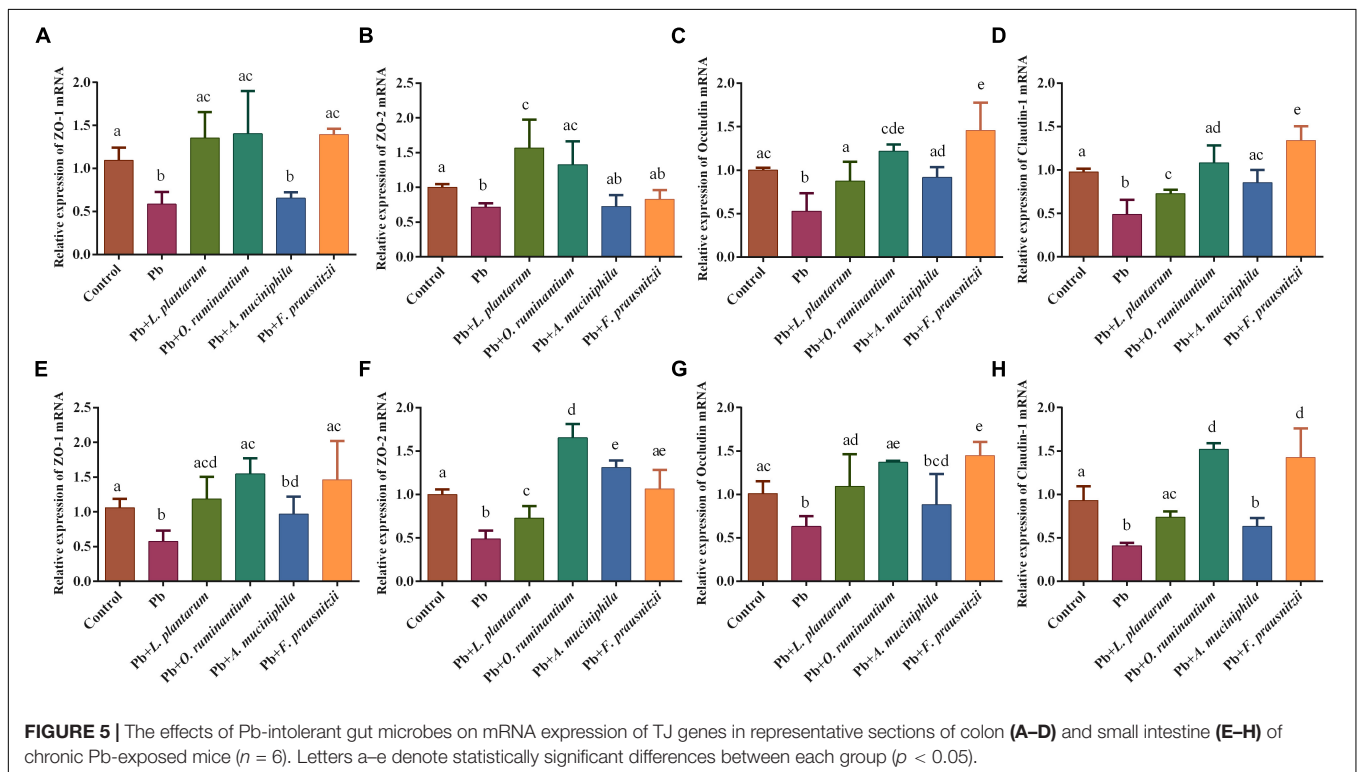 A
Relative expression of ZO-1 mRNA
2.0
1.5
1.0
0.5
0.0
a
b
ac
ac
b
ac
Control
Pb
Pb+L. plantarum
Pb+O. ruminantium
Pb+A. muciniphila
Pb+F. prausnitzii
B
Relative expression of ZO-2 mRNA
2.5
2.0
1.5
1.0
0.5
0.0
a
b
c
ac
ab
ab
Control
Pb
Pb+L. plantarum
Pb+O. ruminantium
Pb+A. muciniphila
Pb+F. prausnitzii
C
Relative expression of Occludin mRNA
2.0
1.5
1.0
0.5
0.0
ac
b
a
cde
ad
e
Control
Pb
Pb+L. plantarum
Pb+O. ruminantium
Pb+A. muciniphila
Pb+F. prausnitzii
D
Relative expression of Claudin-1 mRNA
2.0
1.5
1.0
0.5
0.0
a
b
c
ad
ac
e
Control
Pb
Pb+L. plantarum
Pb+O. ruminantium
Pb+A. muciniphila
Pb+F. prausnitzii
E
Relative expression of ZO-1 mRNA
2.5
2.0
1.5
1.0
0.5
0.0
a
b
acd
ac
bd
ac
Control
Pb
Pb+L. plantarum
Pb+O. ruminantium
Pb+A. muciniphila
Pb+F. prausnitzii
F
Relative expression of ZO-2 mRNA
2.0
1.5
1.0
0.5
0.0
a
b
c
d
e
ae
Control
Pb
Pb+L. plantarum
Pb+O. ruminantium
Pb+A. muciniphila
Pb+F. prausnitzii
G
Relative expression of Occludin mRNA
2.0
1.5
1.0
0.5
0.0
ac
b
ad
ae
bcd
e
Control
Pb
Pb+L. plantarum
Pb+O. ruminantium
Pb+A. muciniphila
Pb+F. prausnitzii
H
Relative expression of Claudin-1 mRNA
2.0
1.5
1.0
0.5
0.0
a
b
ac
d
b
d
Control
Pb
Pb+L. plantarum
Pb+O. ruminantium
Pb+A. muciniphila
Pb+F. prausnitzii
FIGURE 5 | The effects of Pb-intolerant gut microbes on mRNA expression of TJ genes in representative sections of colon (A–D) and small intestine (E–H) of
chronic Pb-exposed mice (n = 6). Letters a–e denote statistically significant differences between each group (p < 0.05).